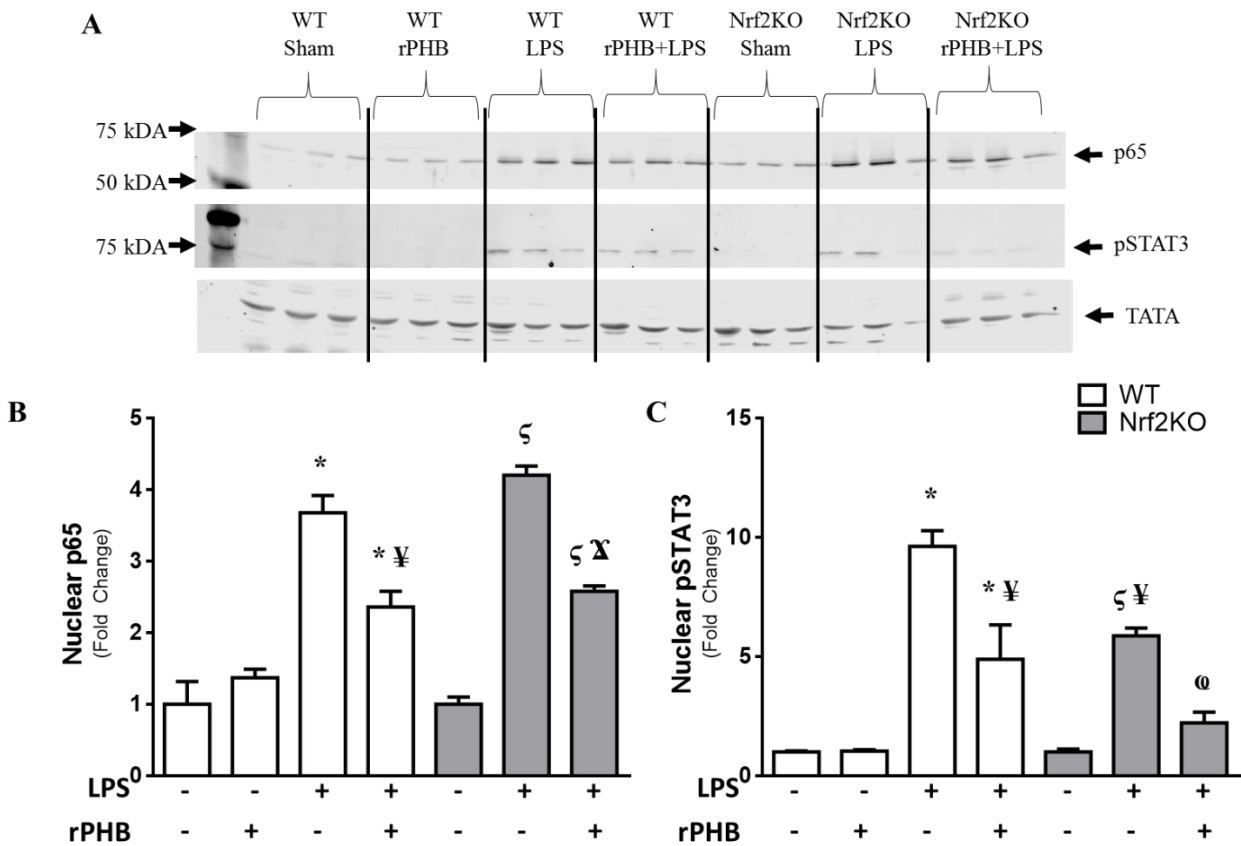 A
WT
Sham
WT
rPHB
WT
LPS
WT
rPHB+LPS
Nrf2KO
Sham
Nrf2KO
LPS
Nrf2KO
rPHB+LPS
75 kDA
50 kDA
p65
75 kDA
pSTAT3
TATA
B
Nuclear p65
(Fold Change)
5
4
3
2
1
0
*
* ¥
ς
ς
LPS - - + + - + +
rPHB - + - + - - +
C
WT
Nrf2KO
Nuclear pSTAT3
(Fold Change)
15
10
5
0
*
* ¥
ς ¥
LPS - - + + - + +
rPHB - + - + - - +